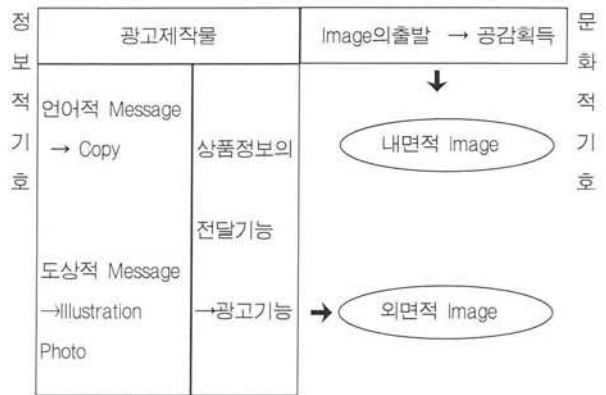 정보적기호
광고제작물
Image의출발 → 공감획득
문화적기호
언어적 Message
→ Copy
상품정보의
전달기능
→광고기능
도상적 Message
→Illustration
Photo
내면적 Image
외면적 Image